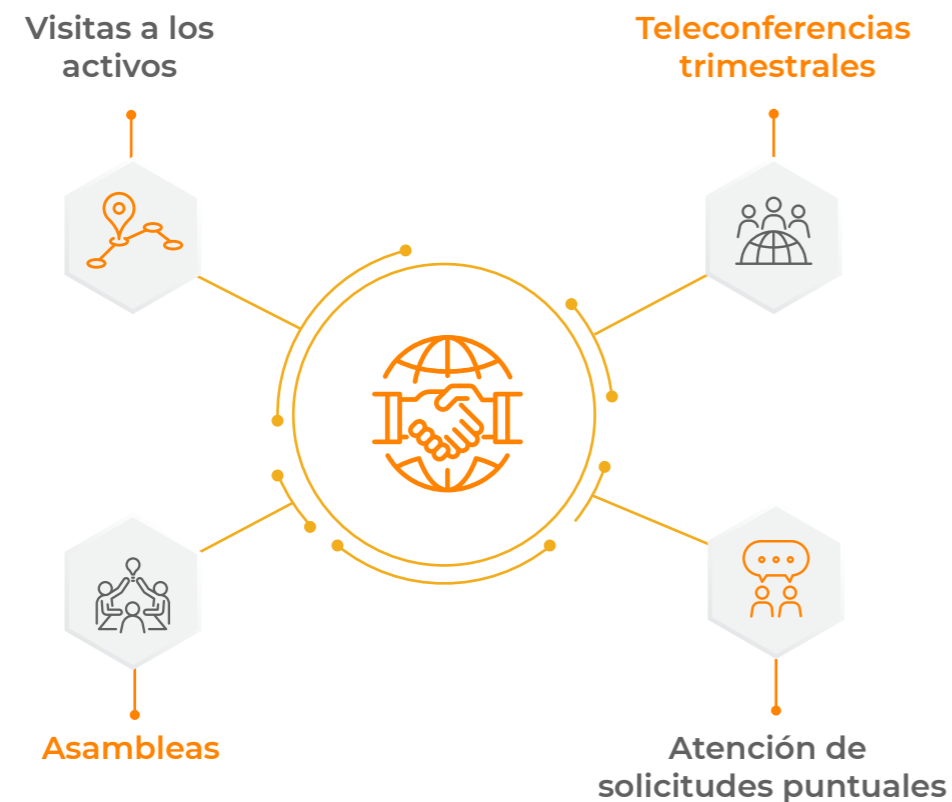 Visitas a los
activos
Teleconferencias
trimestrales
Asambleas
Atención de
solicitudes puntuales